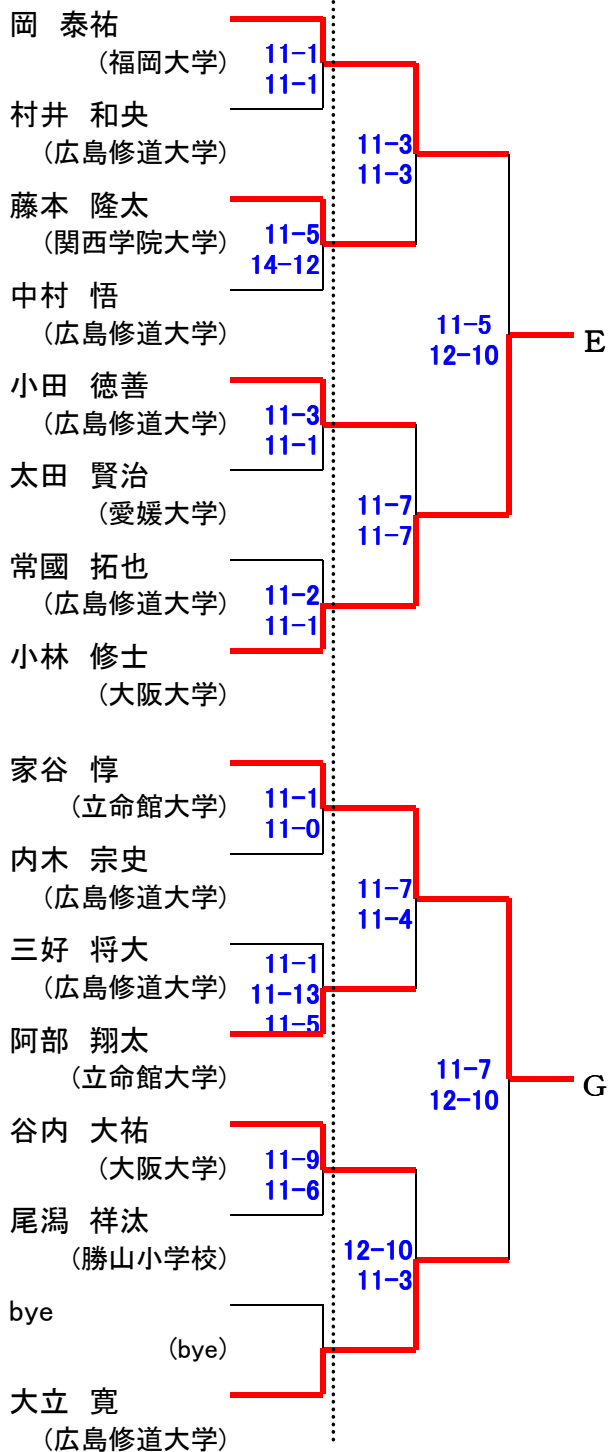 岡 泰祐
(福岡大学)
11-1
11-1
村井 和央
(広島修道大学)
11-3
11-3
藤本 隆太
(関西学院大学)
11-5
14-12
中村 悟
(広島修道大学)
11-5
12-10
E
小田 徳善
(広島修道大学)
11-3
11-1
太田 賢治
(愛媛大学)
11-7
11-7
常國 拓也
(広島修道大学)
11-2
11-1
小林 修士
(大阪大学)
家谷 惇
(立命館大学)
11-1
11-0
内木 宗史
(広島修道大学)
11-7
11-4
三好 将大
(広島修道大学)
11-1
11-13
11-5
阿部 翔太
(立命館大学)
11-7
12-10
G
谷内 大祐
(大阪大学)
11-9
11-6
尾潟 祥汰
(勝山小学校)
12-10
11-3
bye
(bye)
大立 寛
(広島修道大学)